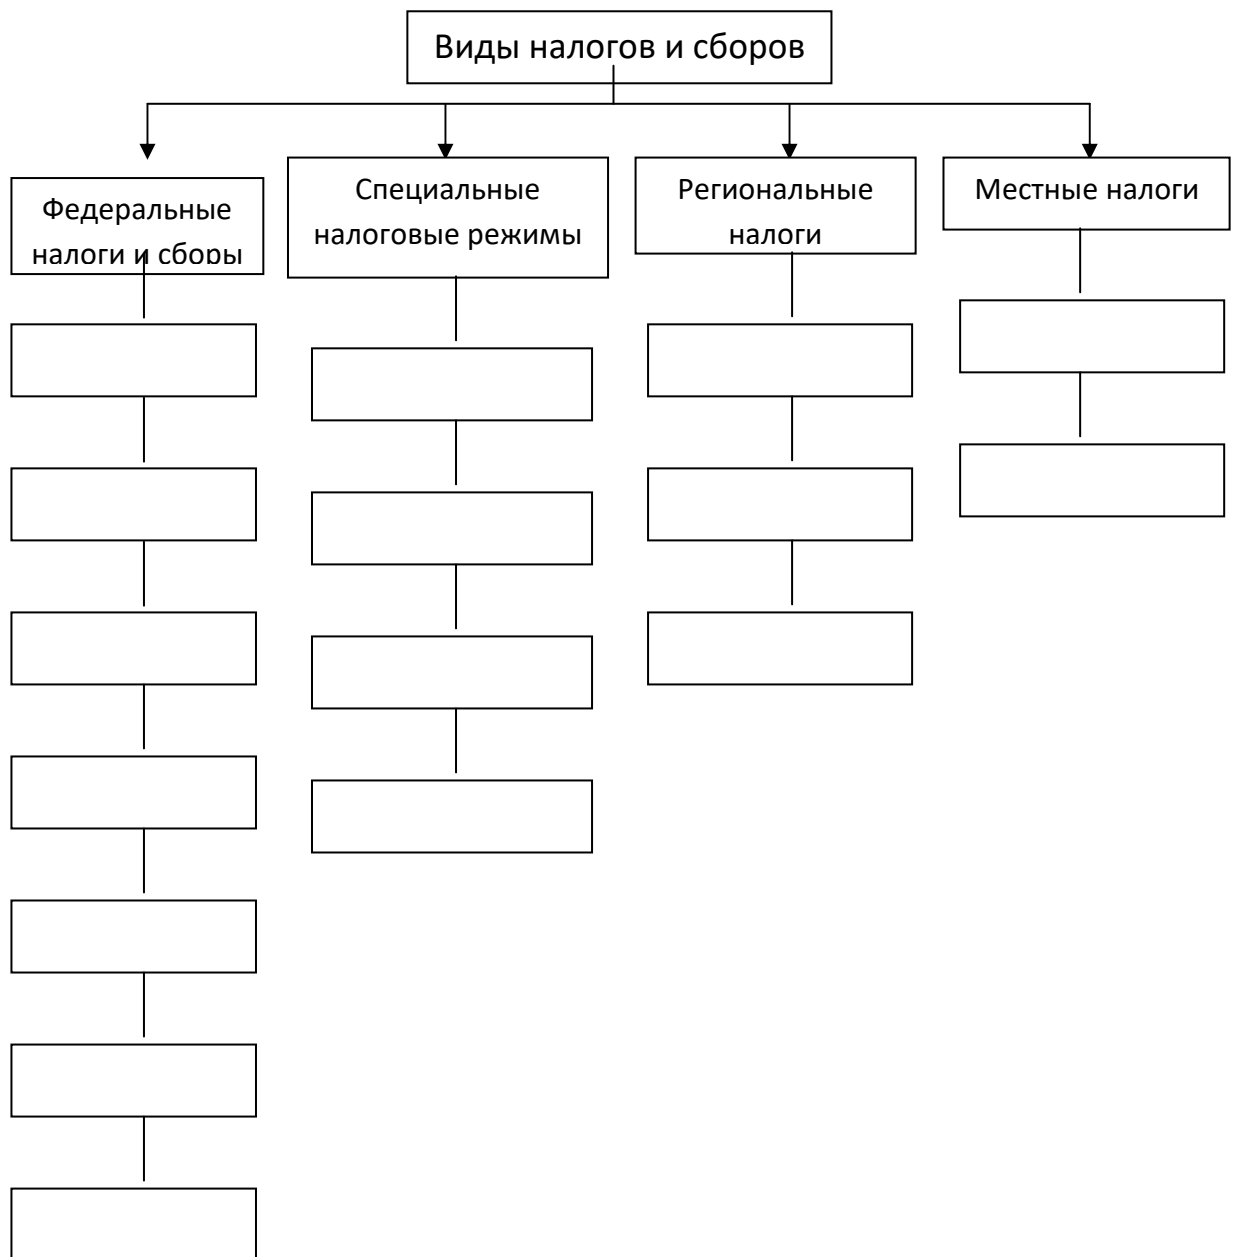 Виды налогов и сборов
Федеральные
налоги и сборы
Специальные
налоговые режимы
Региональные
налоги
Местные налоги